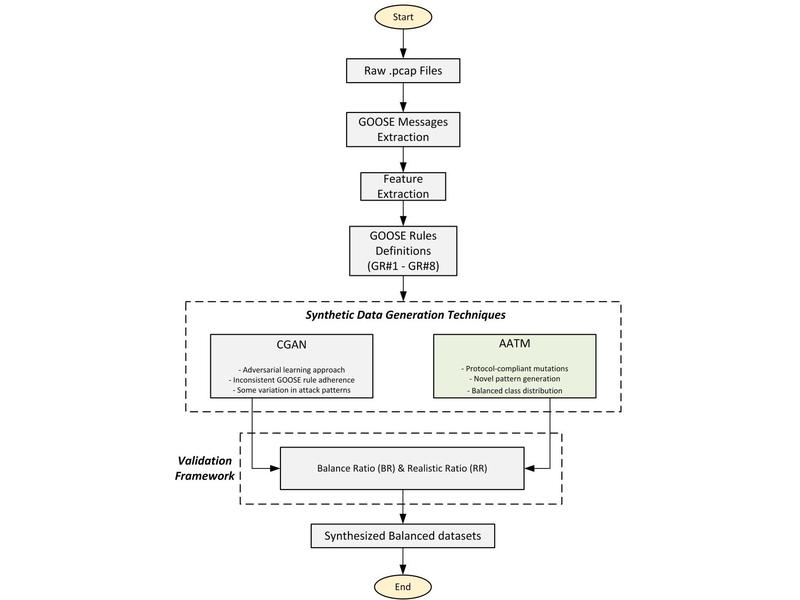 Start
Raw .pcap Files
GOOSE Messages
Extraction
Feature
Extraction
GOOSE Rules
Definitions
(GR#1 - GR#8)
Synthetic Data Generation Techniques
CGAN
- Adversarial learning approach
- Inconsistent GOOSE rule adherence
- Some variation in attack patterns
AATM
- Protocol-compliant mutations
- Novel pattern generation
- Balanced class distribution
Validation
Framework
Balance Ratio (BR) & Realistic Ratio (RR)
Synthesized Balanced datasets
End